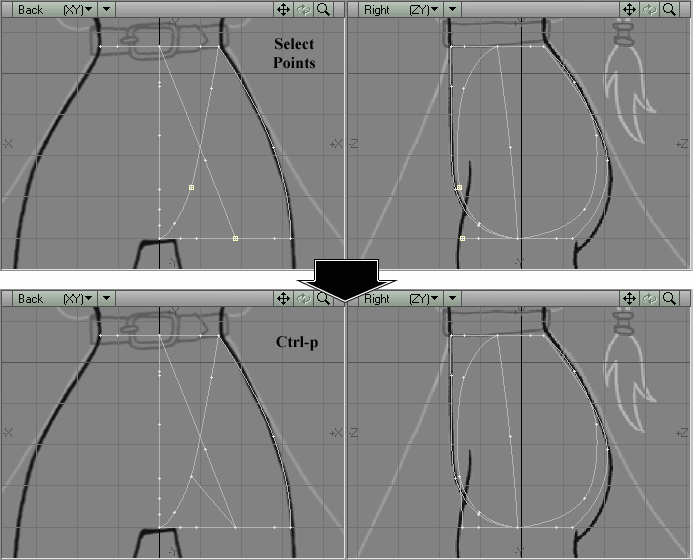 Back (XY) Right (ZY)
Select
Points
Y Y
-X +X -Z +Z
-Y -Y
Back (XY) Right (ZY)
Ctrl-p
-X +X -Z +Z
-Y -Y